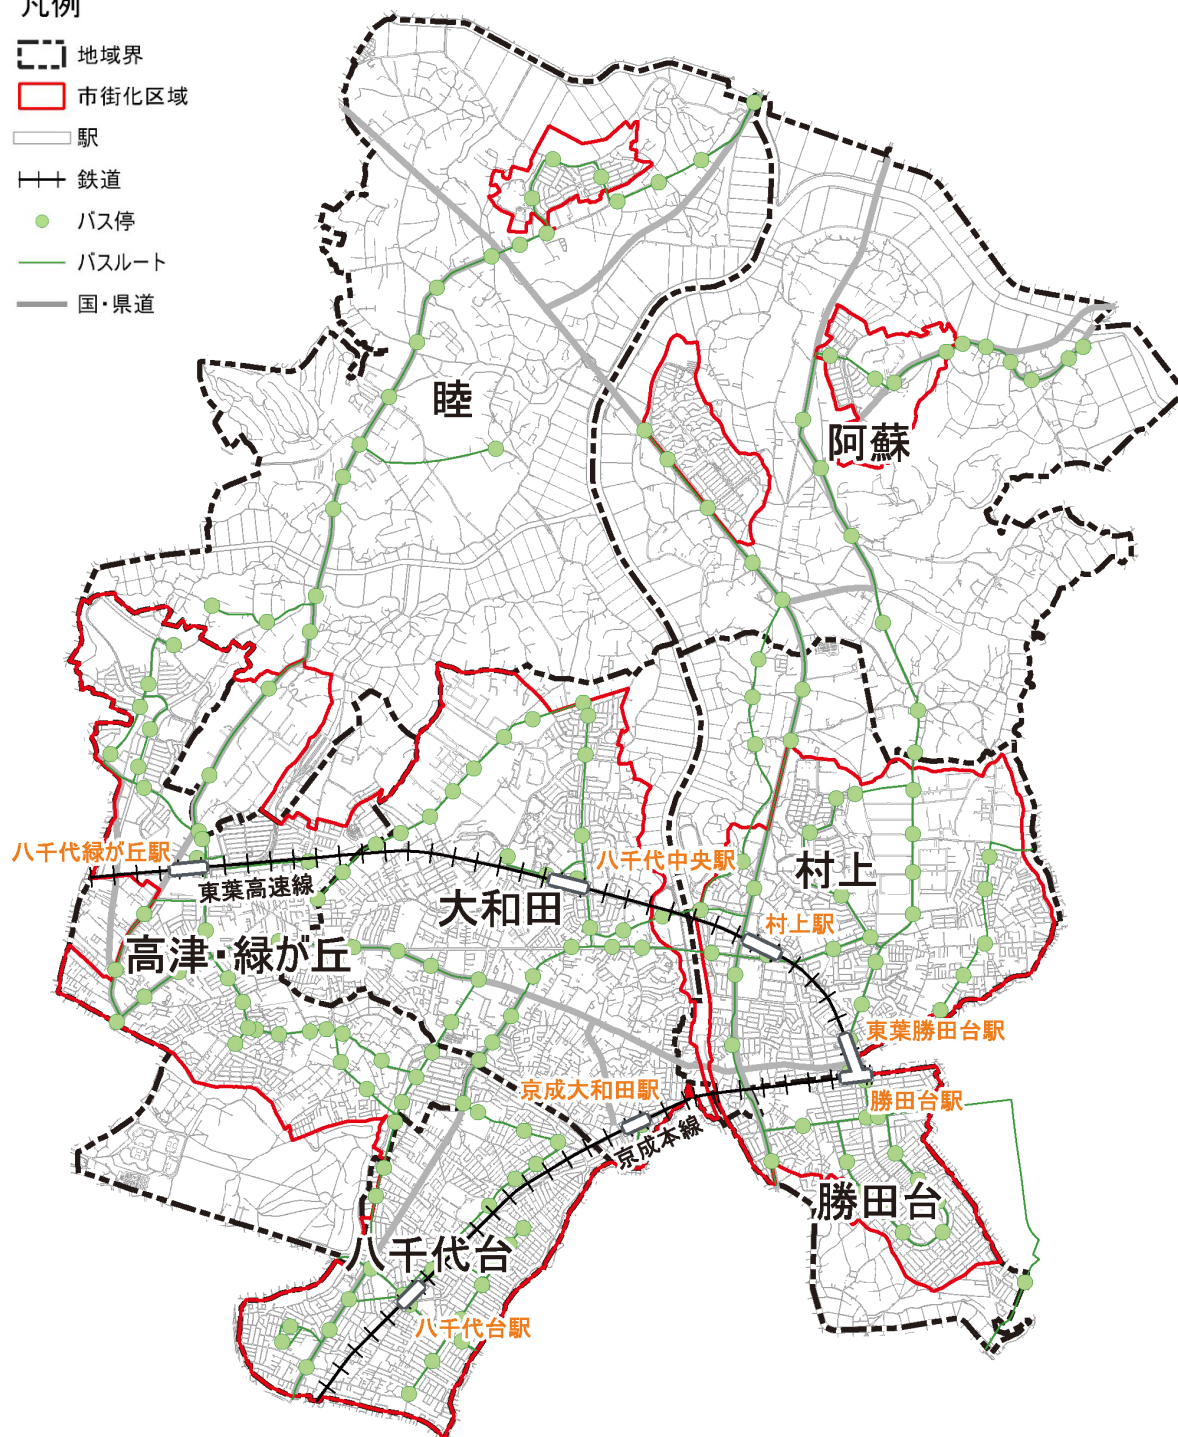 凡例
地域界
市街化区域
駅
鉄道
バス停
バスルート
国・県道
睦
阿蘇
八千代緑が丘駅
東葉高速線
八千代中央駅
村上
大和田
村上駅
高津・緑が丘
東葉勝田台駅
京成大和田駅
勝田台駅
京成本線
勝田台
八千代台
八千代台駅